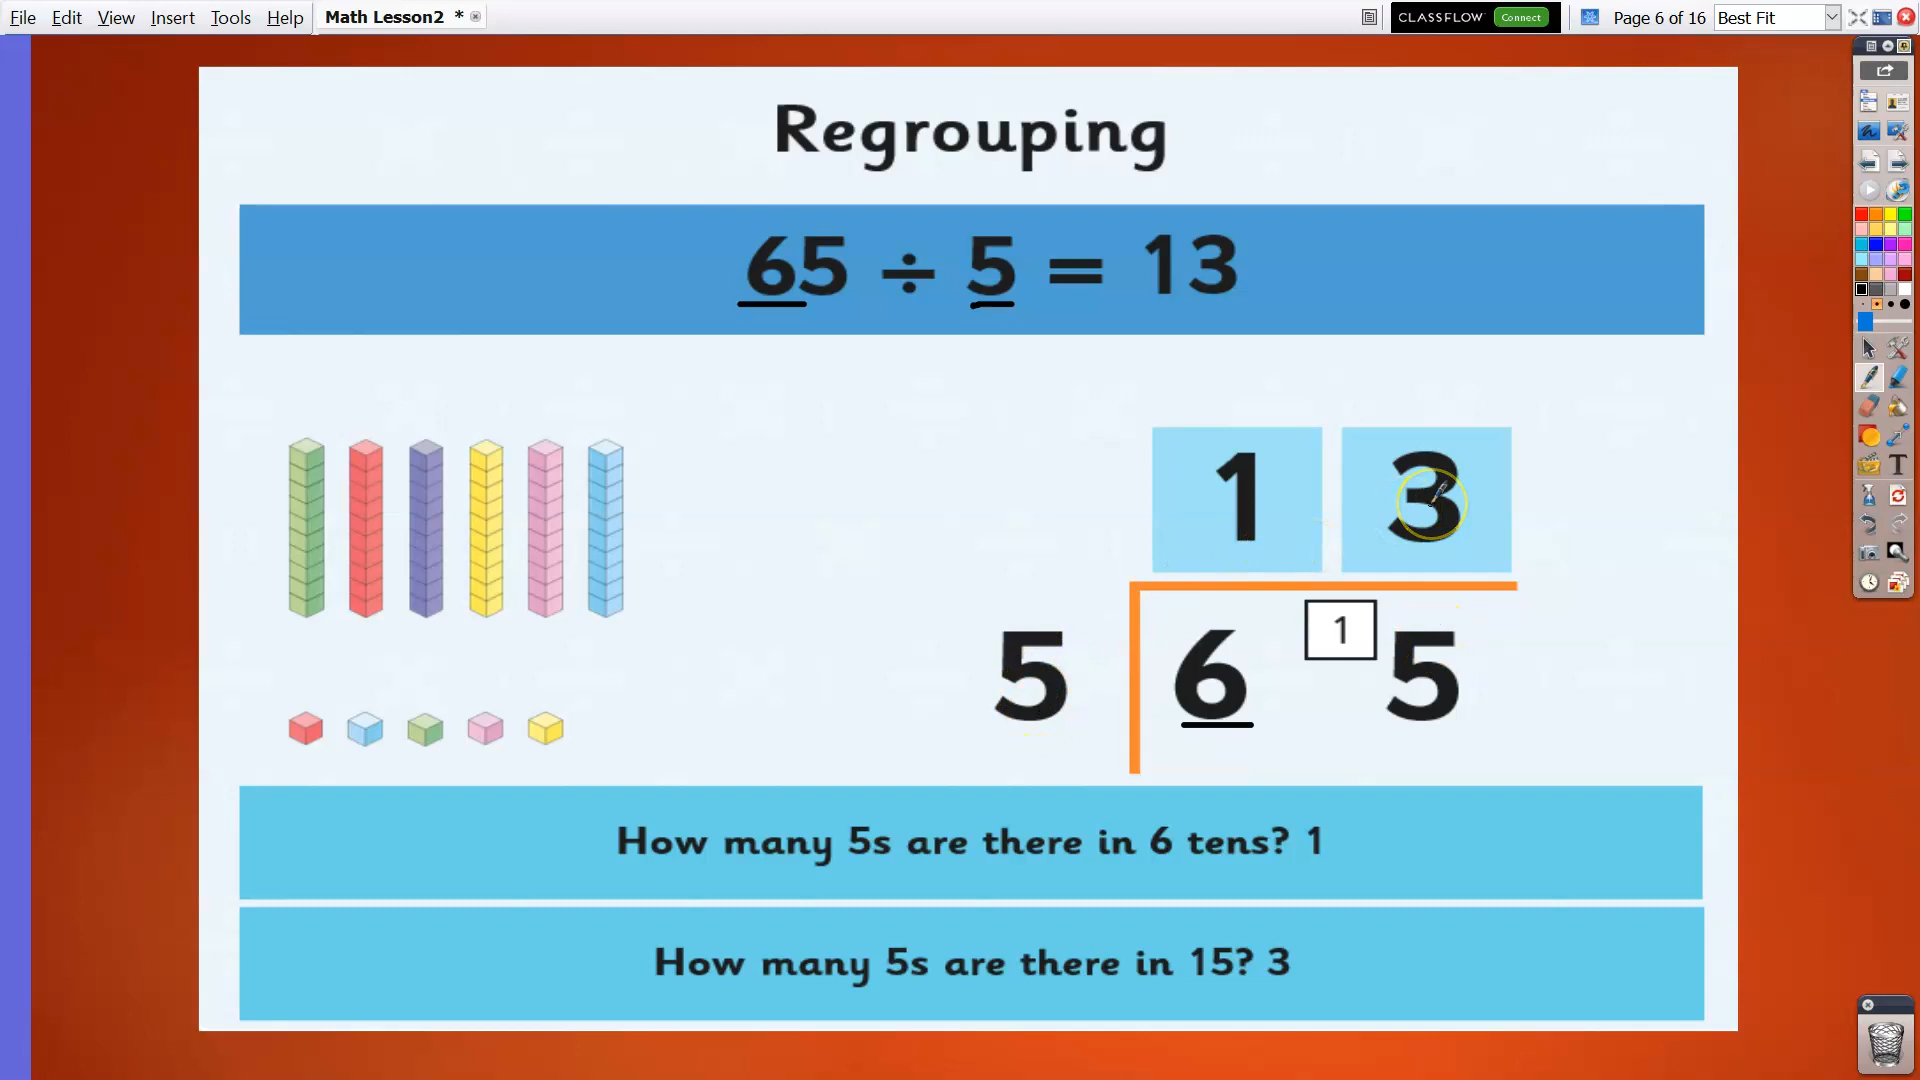 File Edit View Insert Tools Help Math Lesson2 * CLASSFLOW Connect Page 6 of 16 Best Fit
Regrouping
65 ÷ 5 = 13
1 3
5 6 1 5
How many 5s are there in 6 tens? 1
How many 5s are there in 15? 3
T